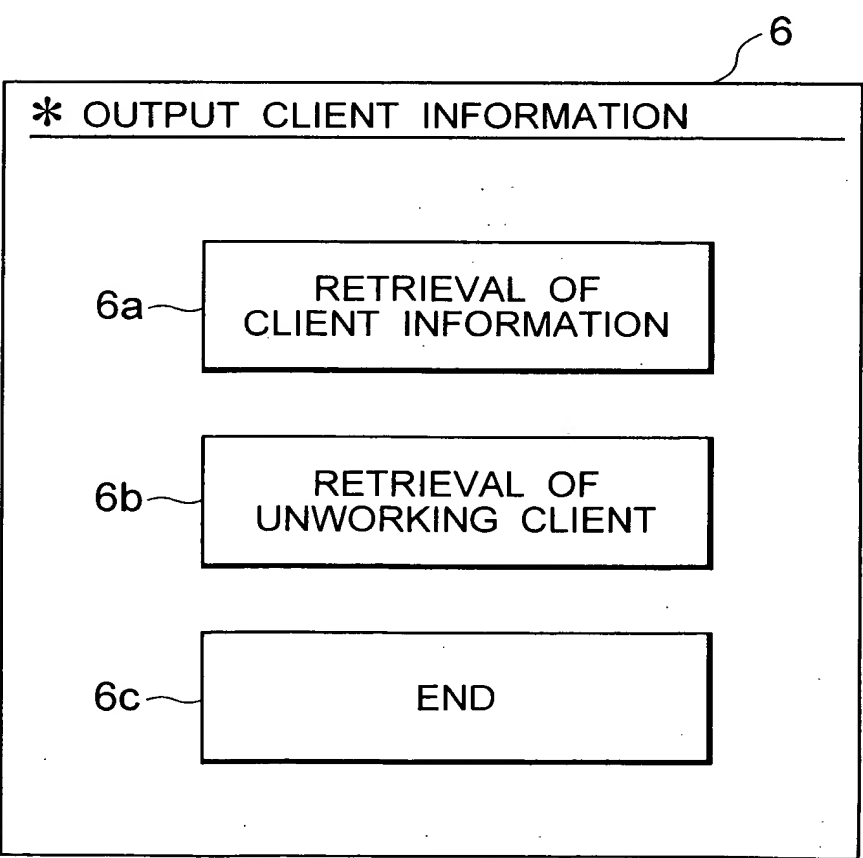 6
* OUTPUT CLIENT INFORMATION
6a
RETRIEVAL OF
CLIENT INFORMATION
6b
RETRIEVAL OF
UNWORKING CLIENT
6c
END